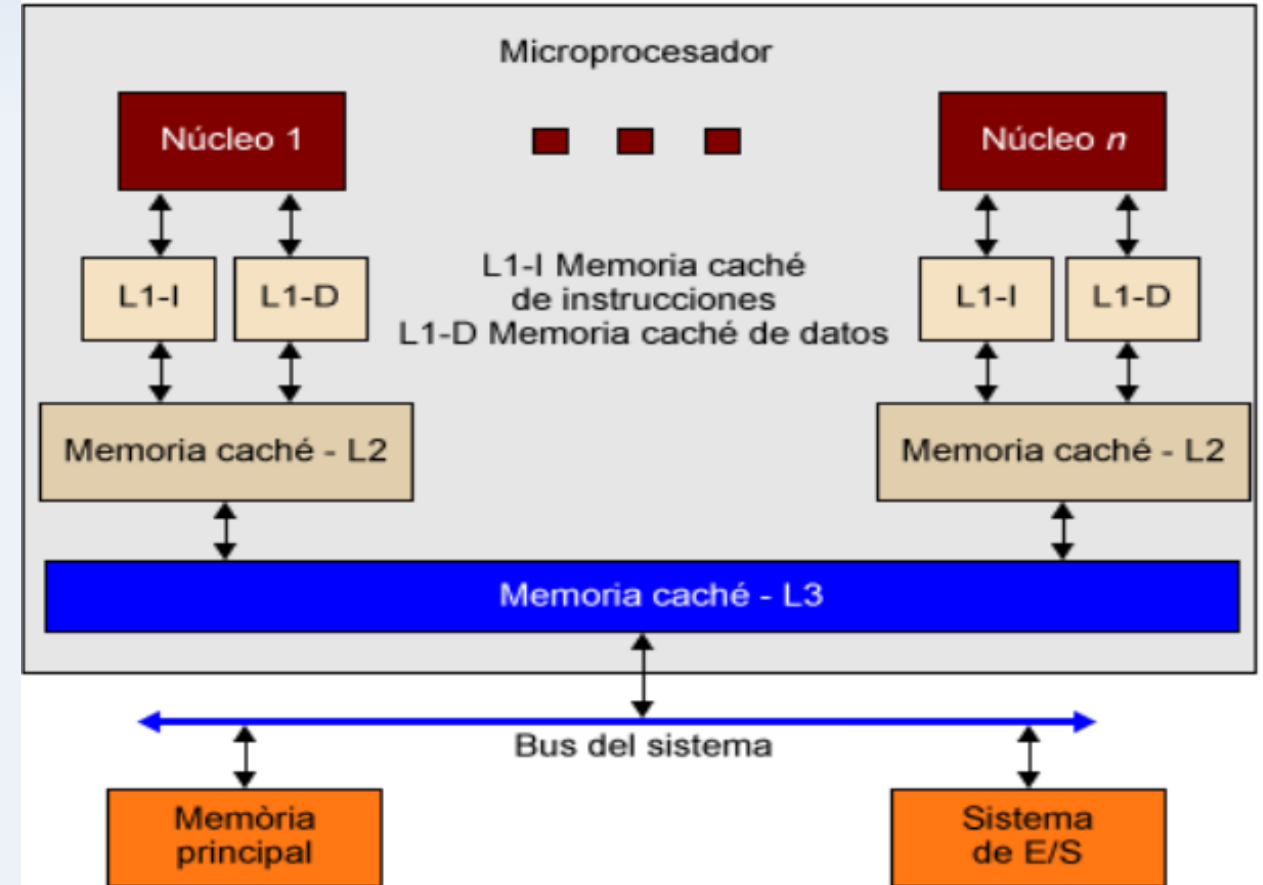 Microprocesador
Núcleo 1
Núcleo n
L1-I
L1-D
L1-I Memoria caché
de instrucciones
L1-D Memoria caché de datos
L1-I
L1-D
Memoria caché - L2
Memoria caché - L2
Memoria caché - L3
Bus del sistema
Memòria
principal
Sistema
de E/S